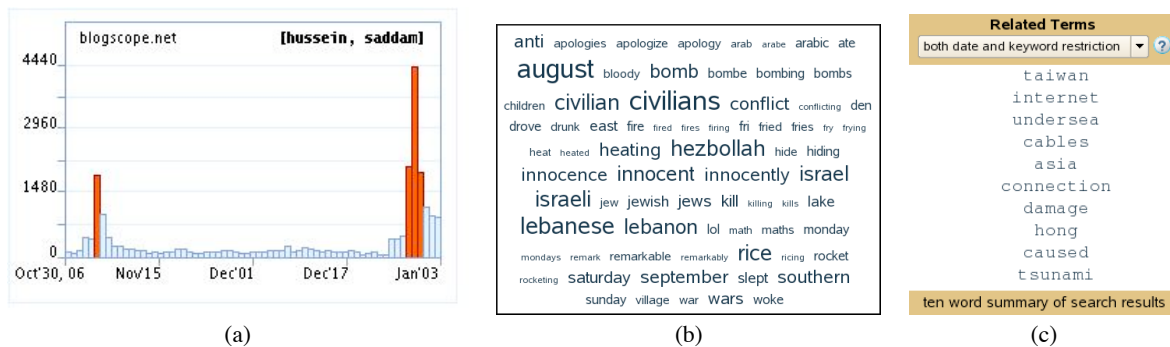 blogscope.net [hussein, saddam]
4440
2960
1480
0
Oct'30, 06 Nov15 Dec'01 Dec'17 Jan'03
(a)
anti apologies apologize apology arab arabe arabic ate
august bloody bomb bombe bombing bombs
children civilian civilians conflict conflicting den
drove drunk east fire fired fires firing fri fried fries fry frying
heat heated heating hezbollah hide hiding
innocence innocent innocently israel
israeli jew jewish jews kill killing kills lake
lebanese lebanon lol math maths monday
mondays remark remarkable remarkably rice ricing rocket
rocketing saturday september slept southern
sunday village war wars woke
(b)
Related Terms
both date and keyword restriction ?
taiwan
internet
undersea
cables
asia
connection
damage
hong
caused
tsunami
ten word summary of search results
(c)